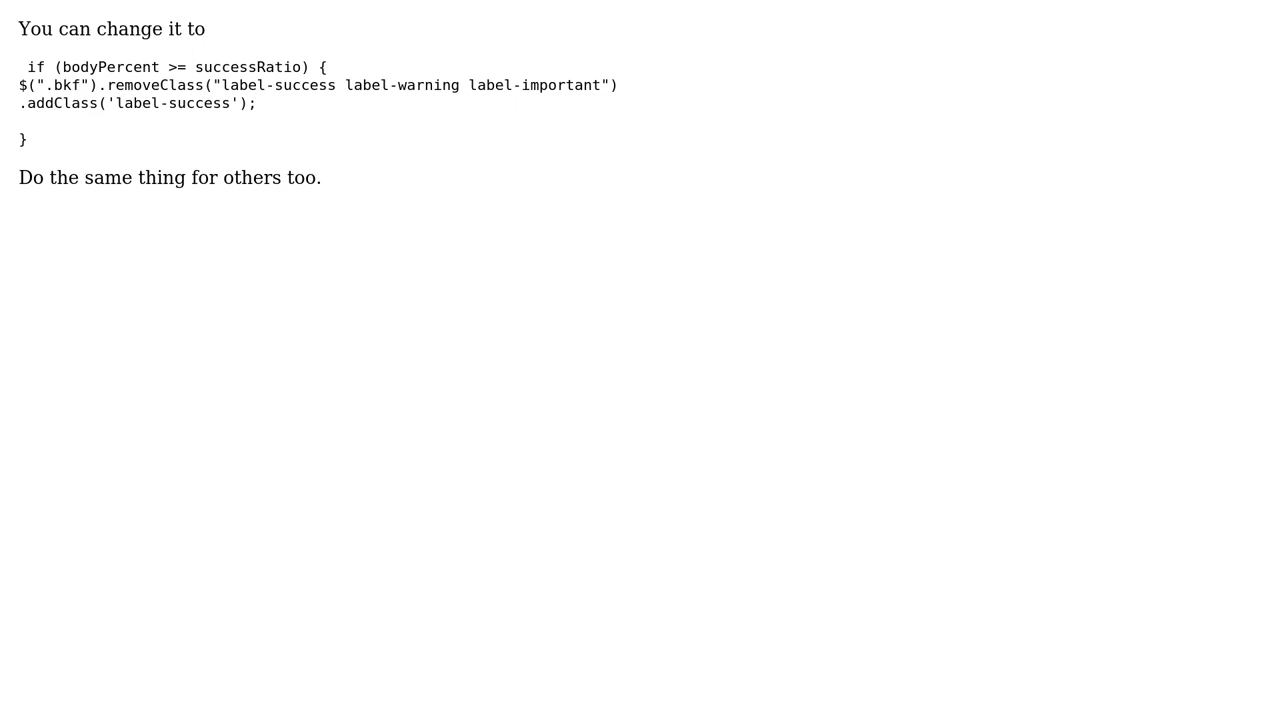 You can change it to
if (bodyPercent >= successRatio) {
$(".bkf").removeClass("label-success label-warning label-important")
.addClass('label-success');
}
Do the same thing for others too.